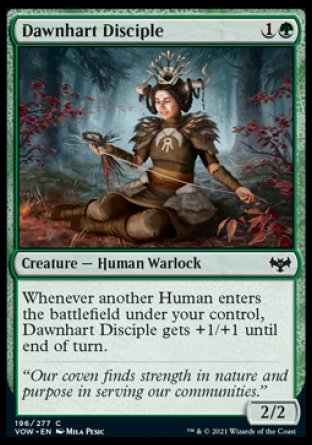 Dawnhart Disciple 1
Creature — Human Warlock
Whenever another Human enters
the battlefield under your control,
Dawnhart Disciple gets +1/+1 until
end of turn.
“Our coven finds strength in nature and
purpose in serving our communities.”
2/2
196/277 C
VOW • EN Mila Pesic
™ & © 2021 Wizards of the Coast